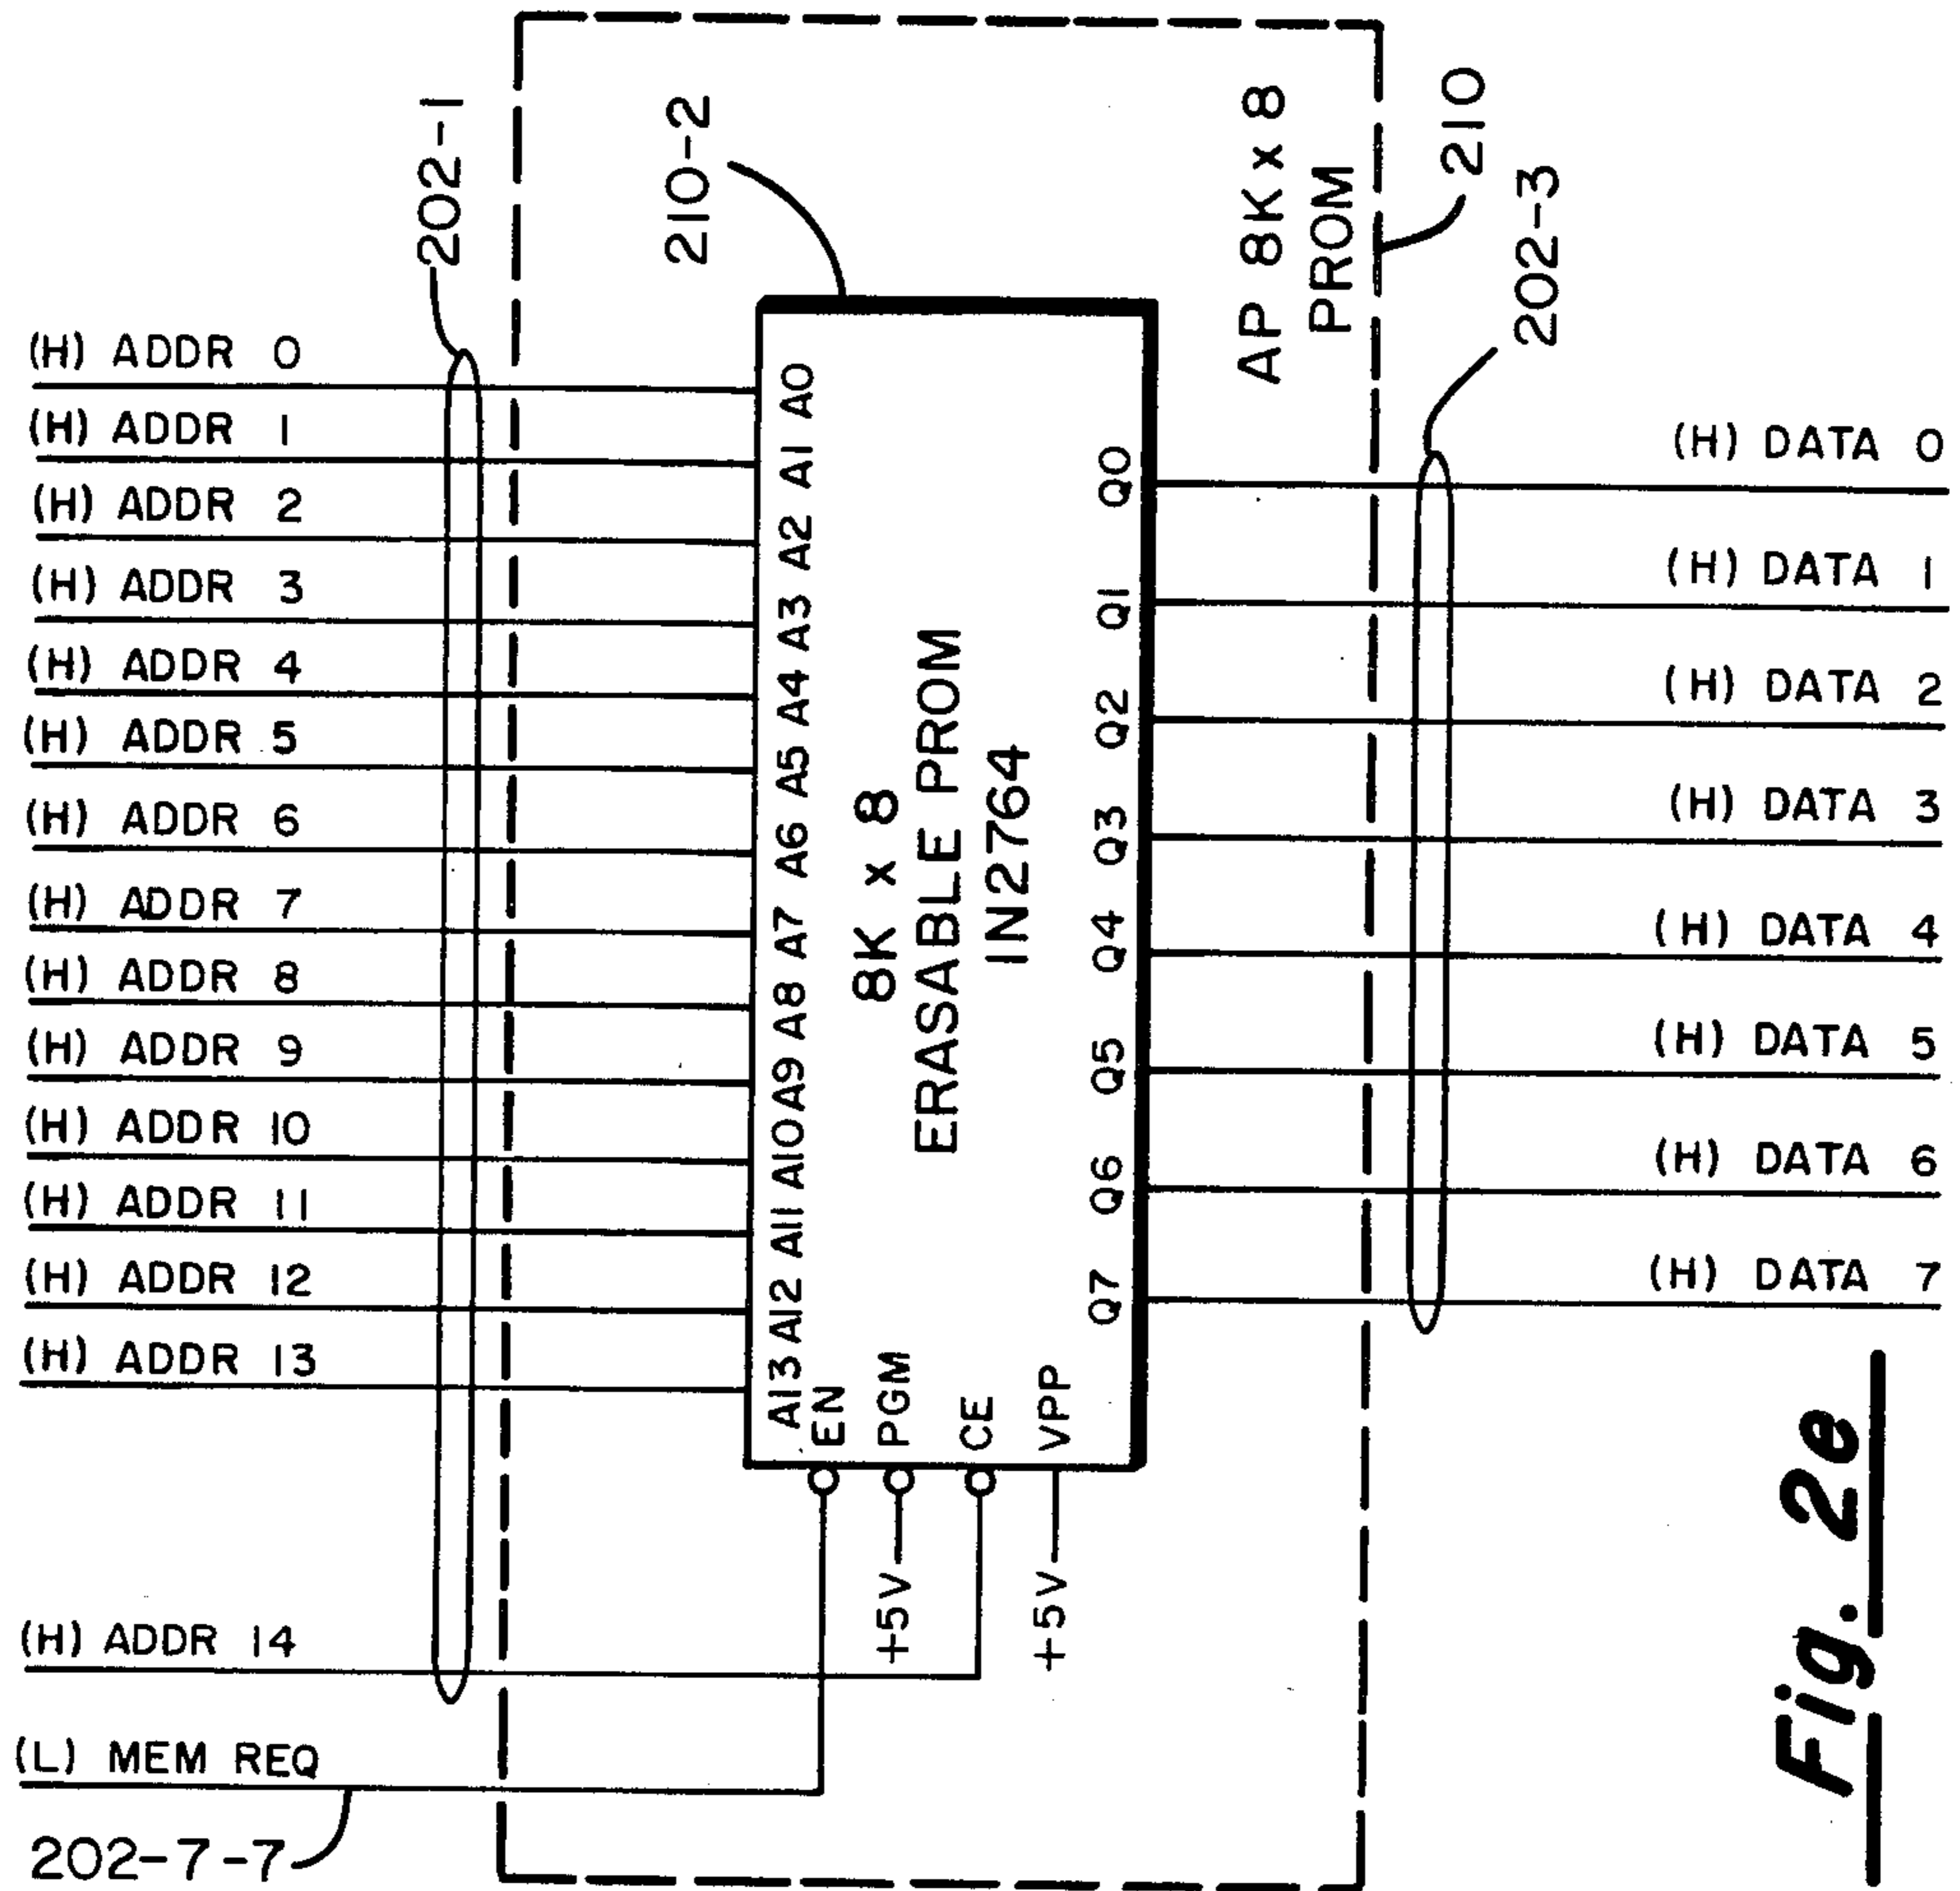 202-1
210-2
AP 8K x 8
PROM
210
202-3
(H) ADDR 0
(H) ADDR 1
(H) ADDR 2
(H) ADDR 3
(H) ADDR 4
(H) ADDR 5
(H) ADDR 6
(H) ADDR 7
(H) ADDR 8
(H) ADDR 9
(H) ADDR 10
(H) ADDR 11
(H) ADDR 12
(H) ADDR 13
(H) ADDR 14
(L) MEM REQ
202-7-7
A13 A12 A11 A10 A9 A8 A7 A6 A5 A4 A3 A2 A1 A0
EN
PGM
CE
VPP
+5V
+5V
8K x 8
ERASABLE PROM
IN2764
Q7 Q6 Q5 Q4 Q3 Q2 Q1 Q0
(H) DATA 0
(H) DATA 1
(H) DATA 2
(H) DATA 3
(H) DATA 4
(H) DATA 5
(H) DATA 6
(H) DATA 7
Fig. 2e